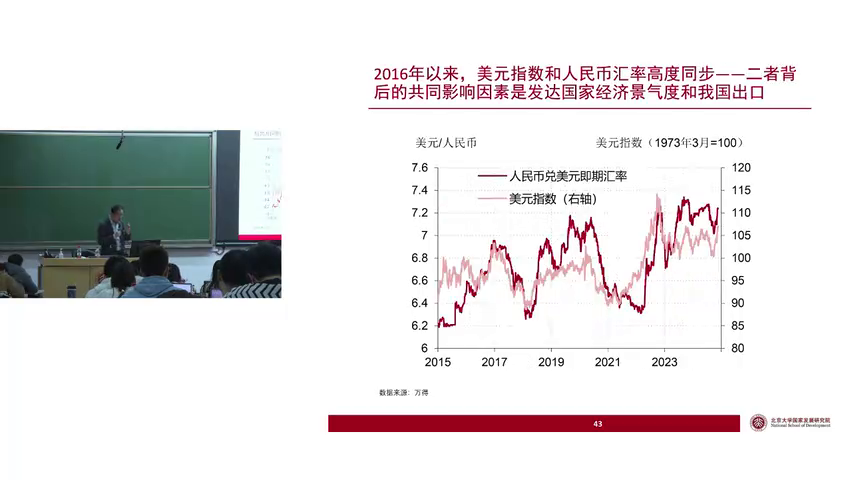 2016年以来，美元指数和人民币汇率高度同步——二者背
后的共同影响因素是发达国家经济景气度和我国出口
美元/人民币
美元指数（1973年3月=100）
人民币兑美元即期汇率
美元指数（右轴）
7.6
7.4
7.2
7
6.8
6.6
6.4
6.2
6
120
115
110
105
100
95
90
85
80
2015
2017
2019
2021
2023
数据来源：万得
43
北京大学国家发展研究院
National School of Development